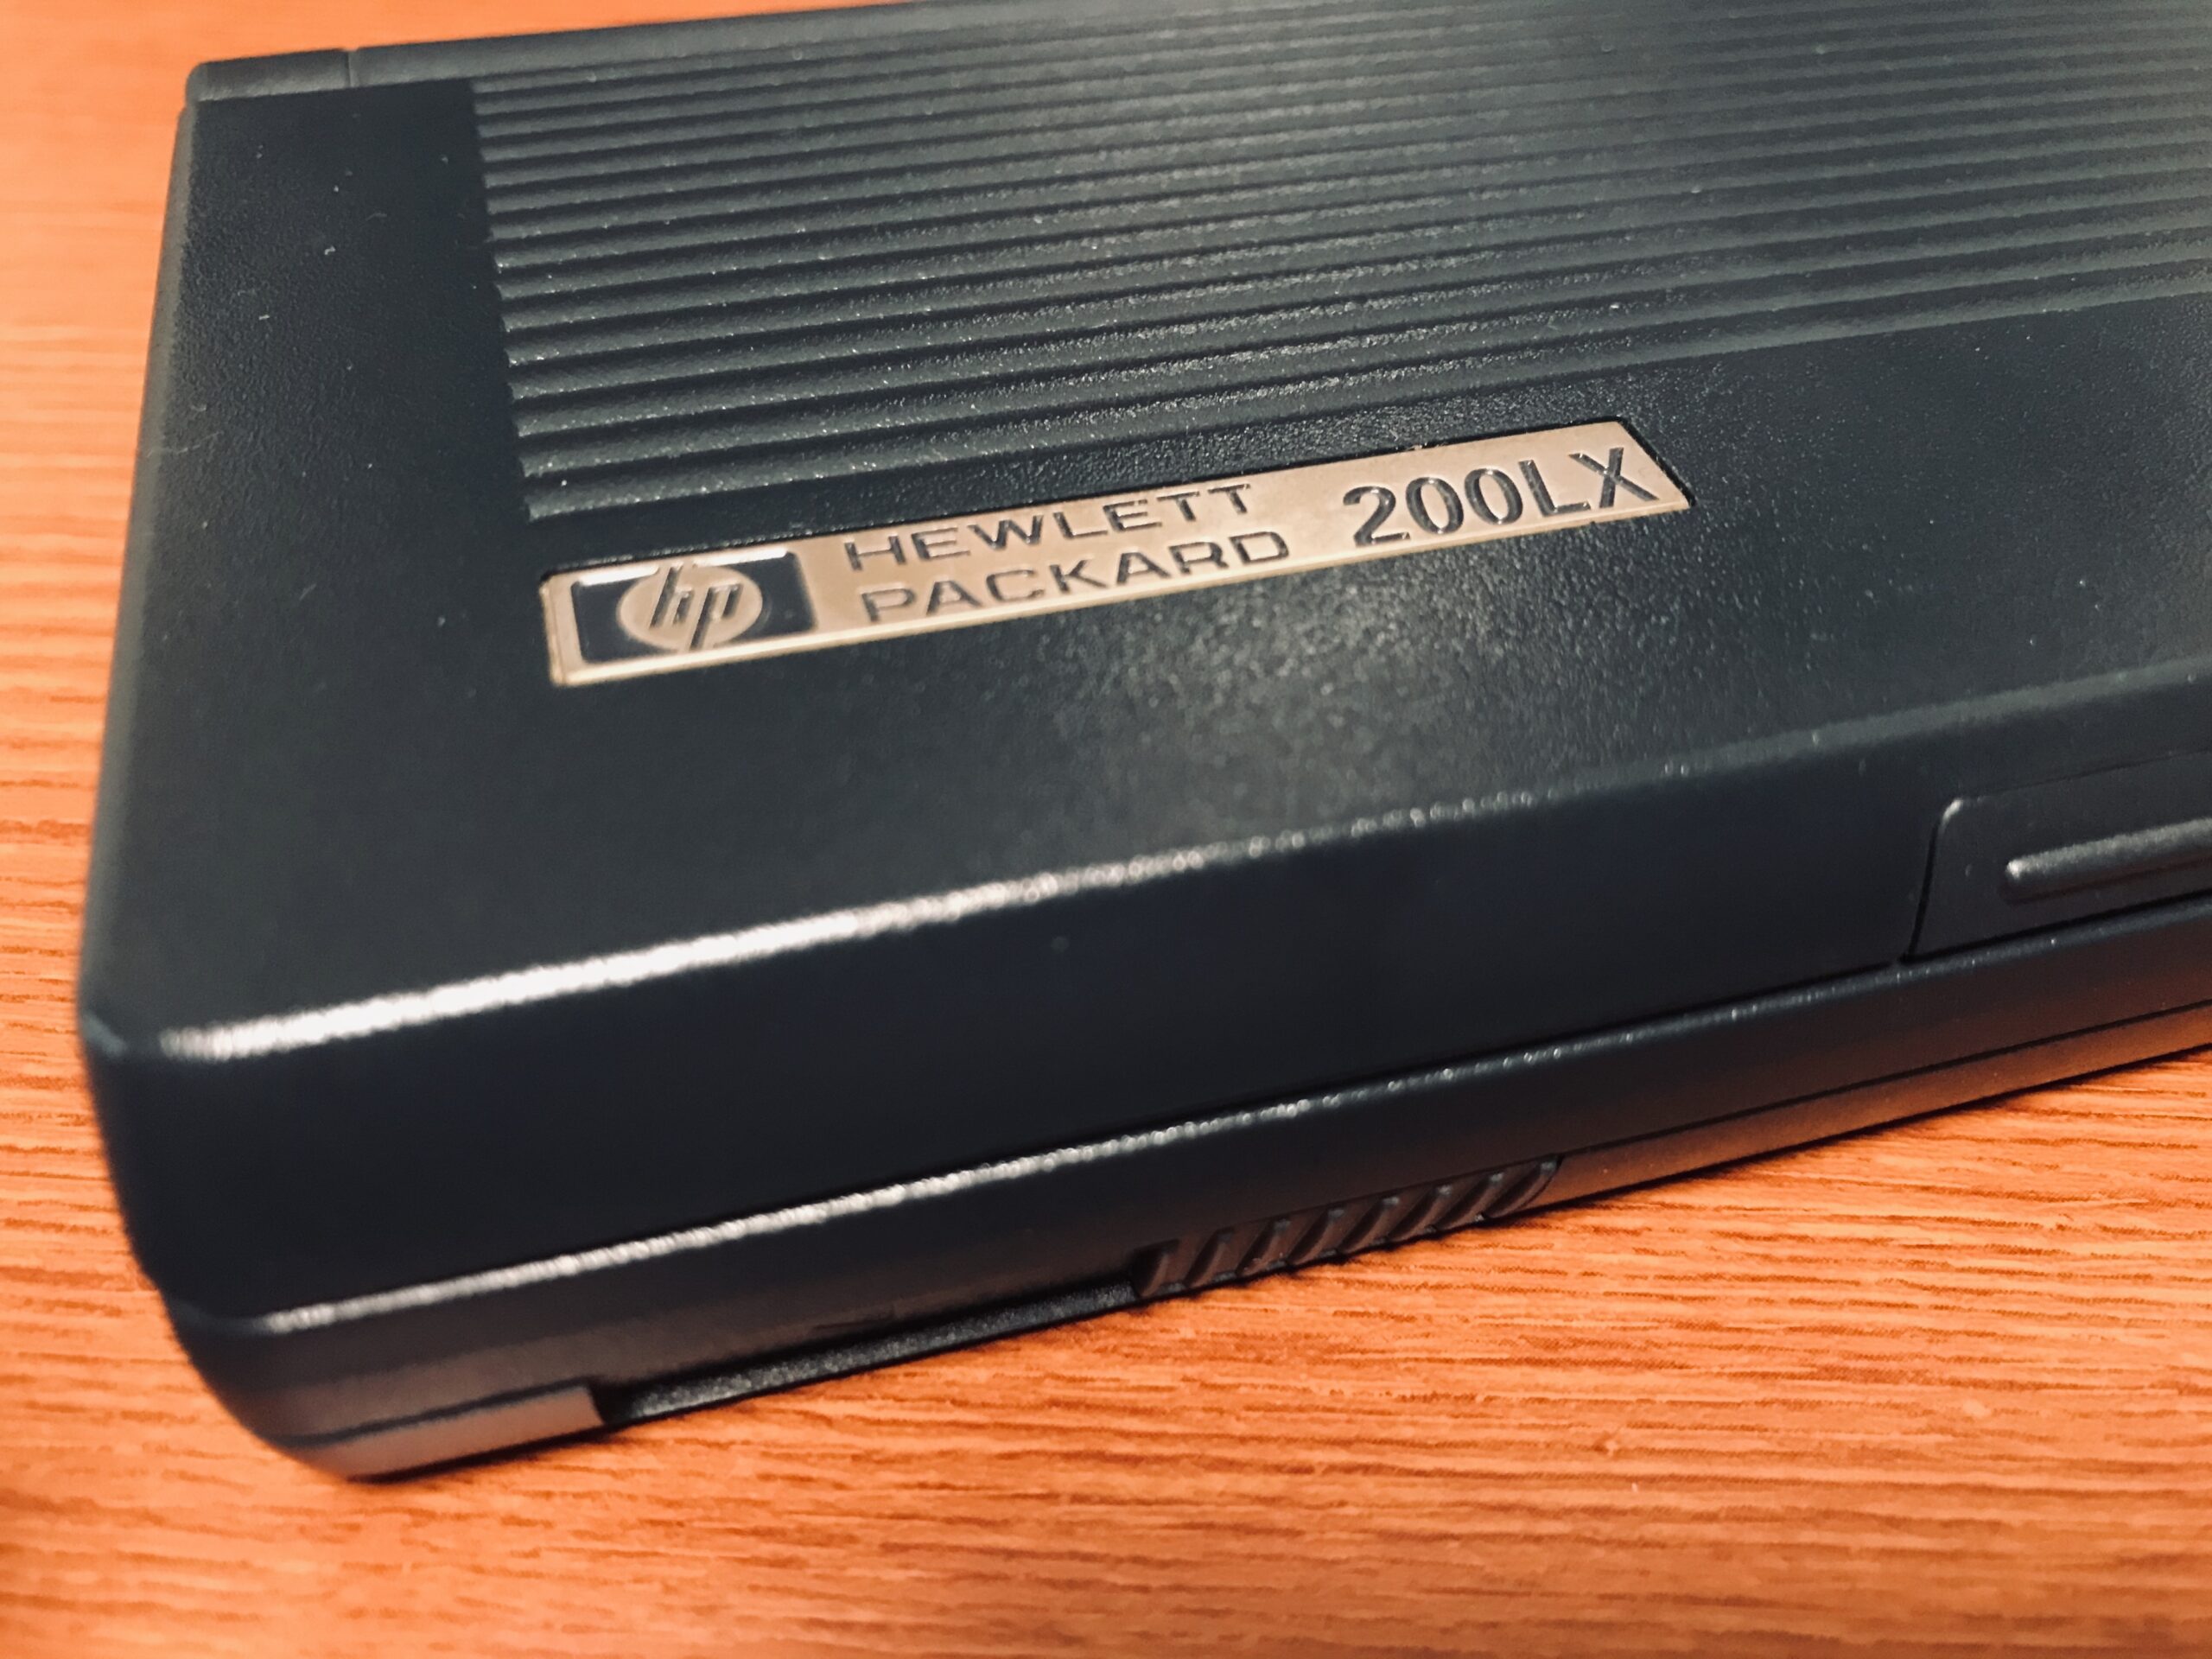 hp
HEWLETT
PACKARD
200LX